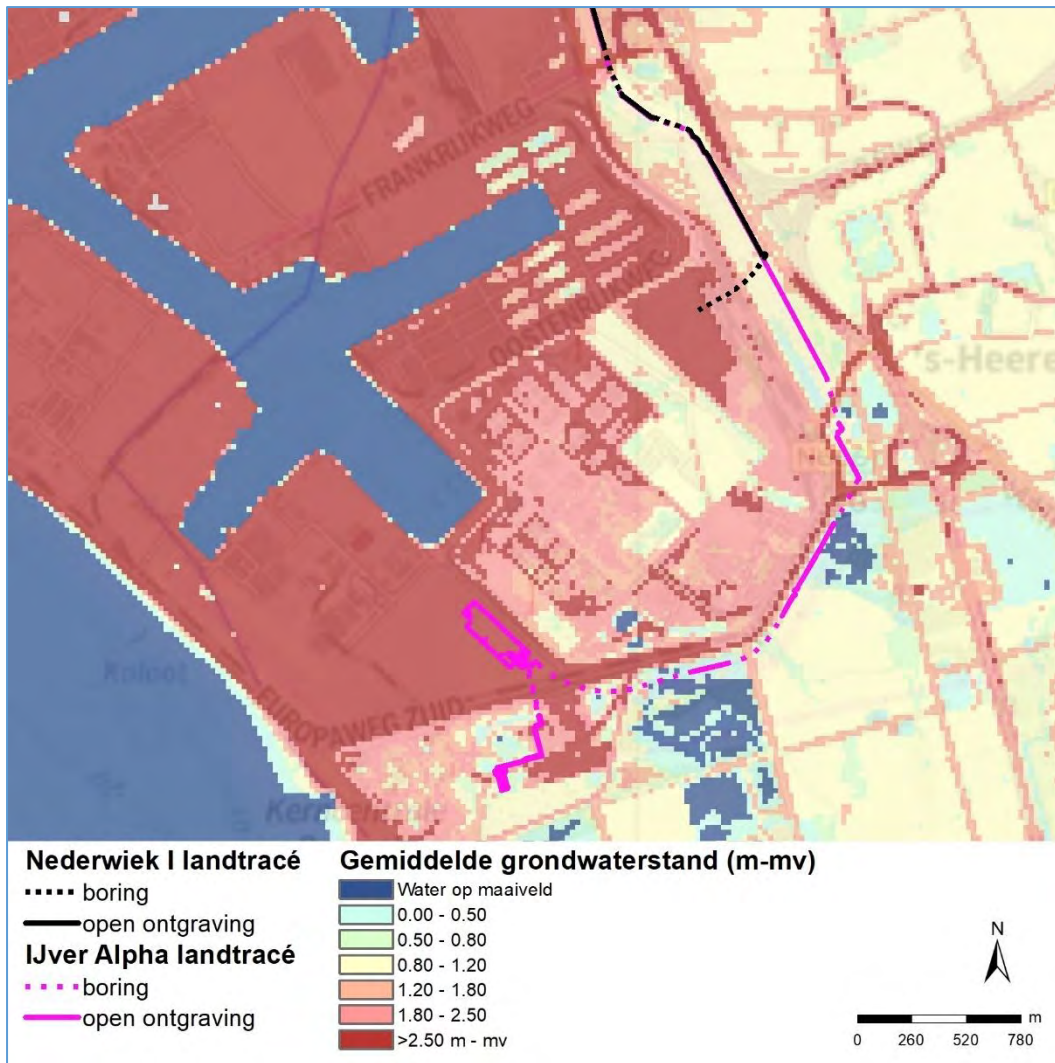 FRANKRIJKWEG
OOSTENRIJKWEG
's-Heere
EUROPAWEG ZUID
Nederwiek I landtracé
boring
open ontgraving
IJver Alpha landtracé
boring
open ontgraving
Gemiddelde grondwaterstand (m-mv)
Water op maaiveld
0.00 - 0.50
0.50 - 0.80
0.80 - 1.20
1.20 - 1.80
1.80 - 2.50
>2.50 m - mv
N
m
0 260 520 780